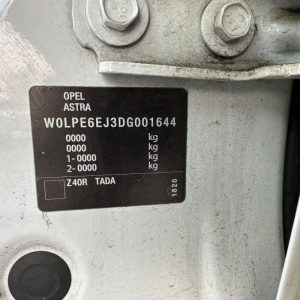 OPEL
ASTRA
W0LPE6EJ3DG001644
0000 kg
0000 kg
1-0000 kg
2-0000 kg
Z40R TADA
1820